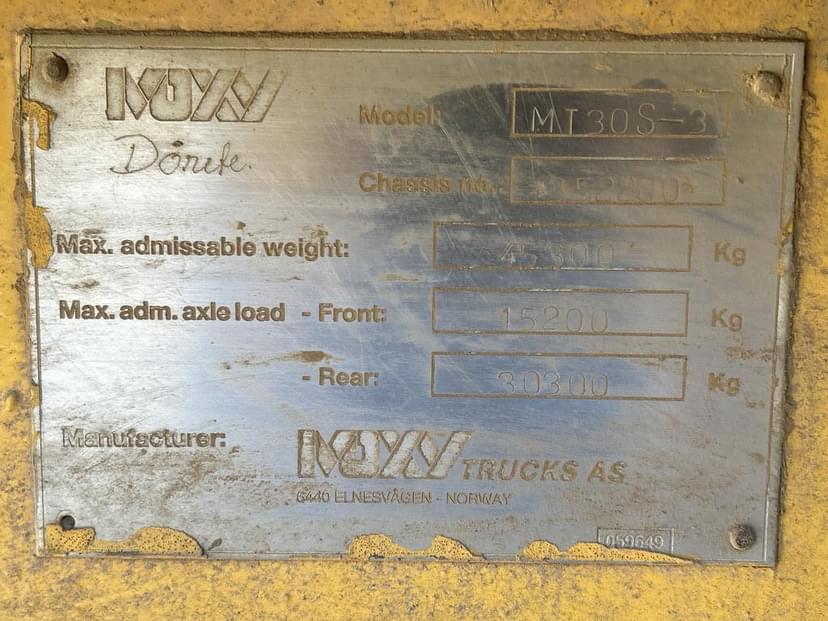 MOXY
Model: MT30S-3
Chassis no.:
Max. admissable weight: Kg
Max. adm. axle load - Front: 15200 Kg
- Rear: 30300 Kg
Manufacturer: MOXY TRUCKS AS
6440 ELNESVÅGEN - NORWAY
059649